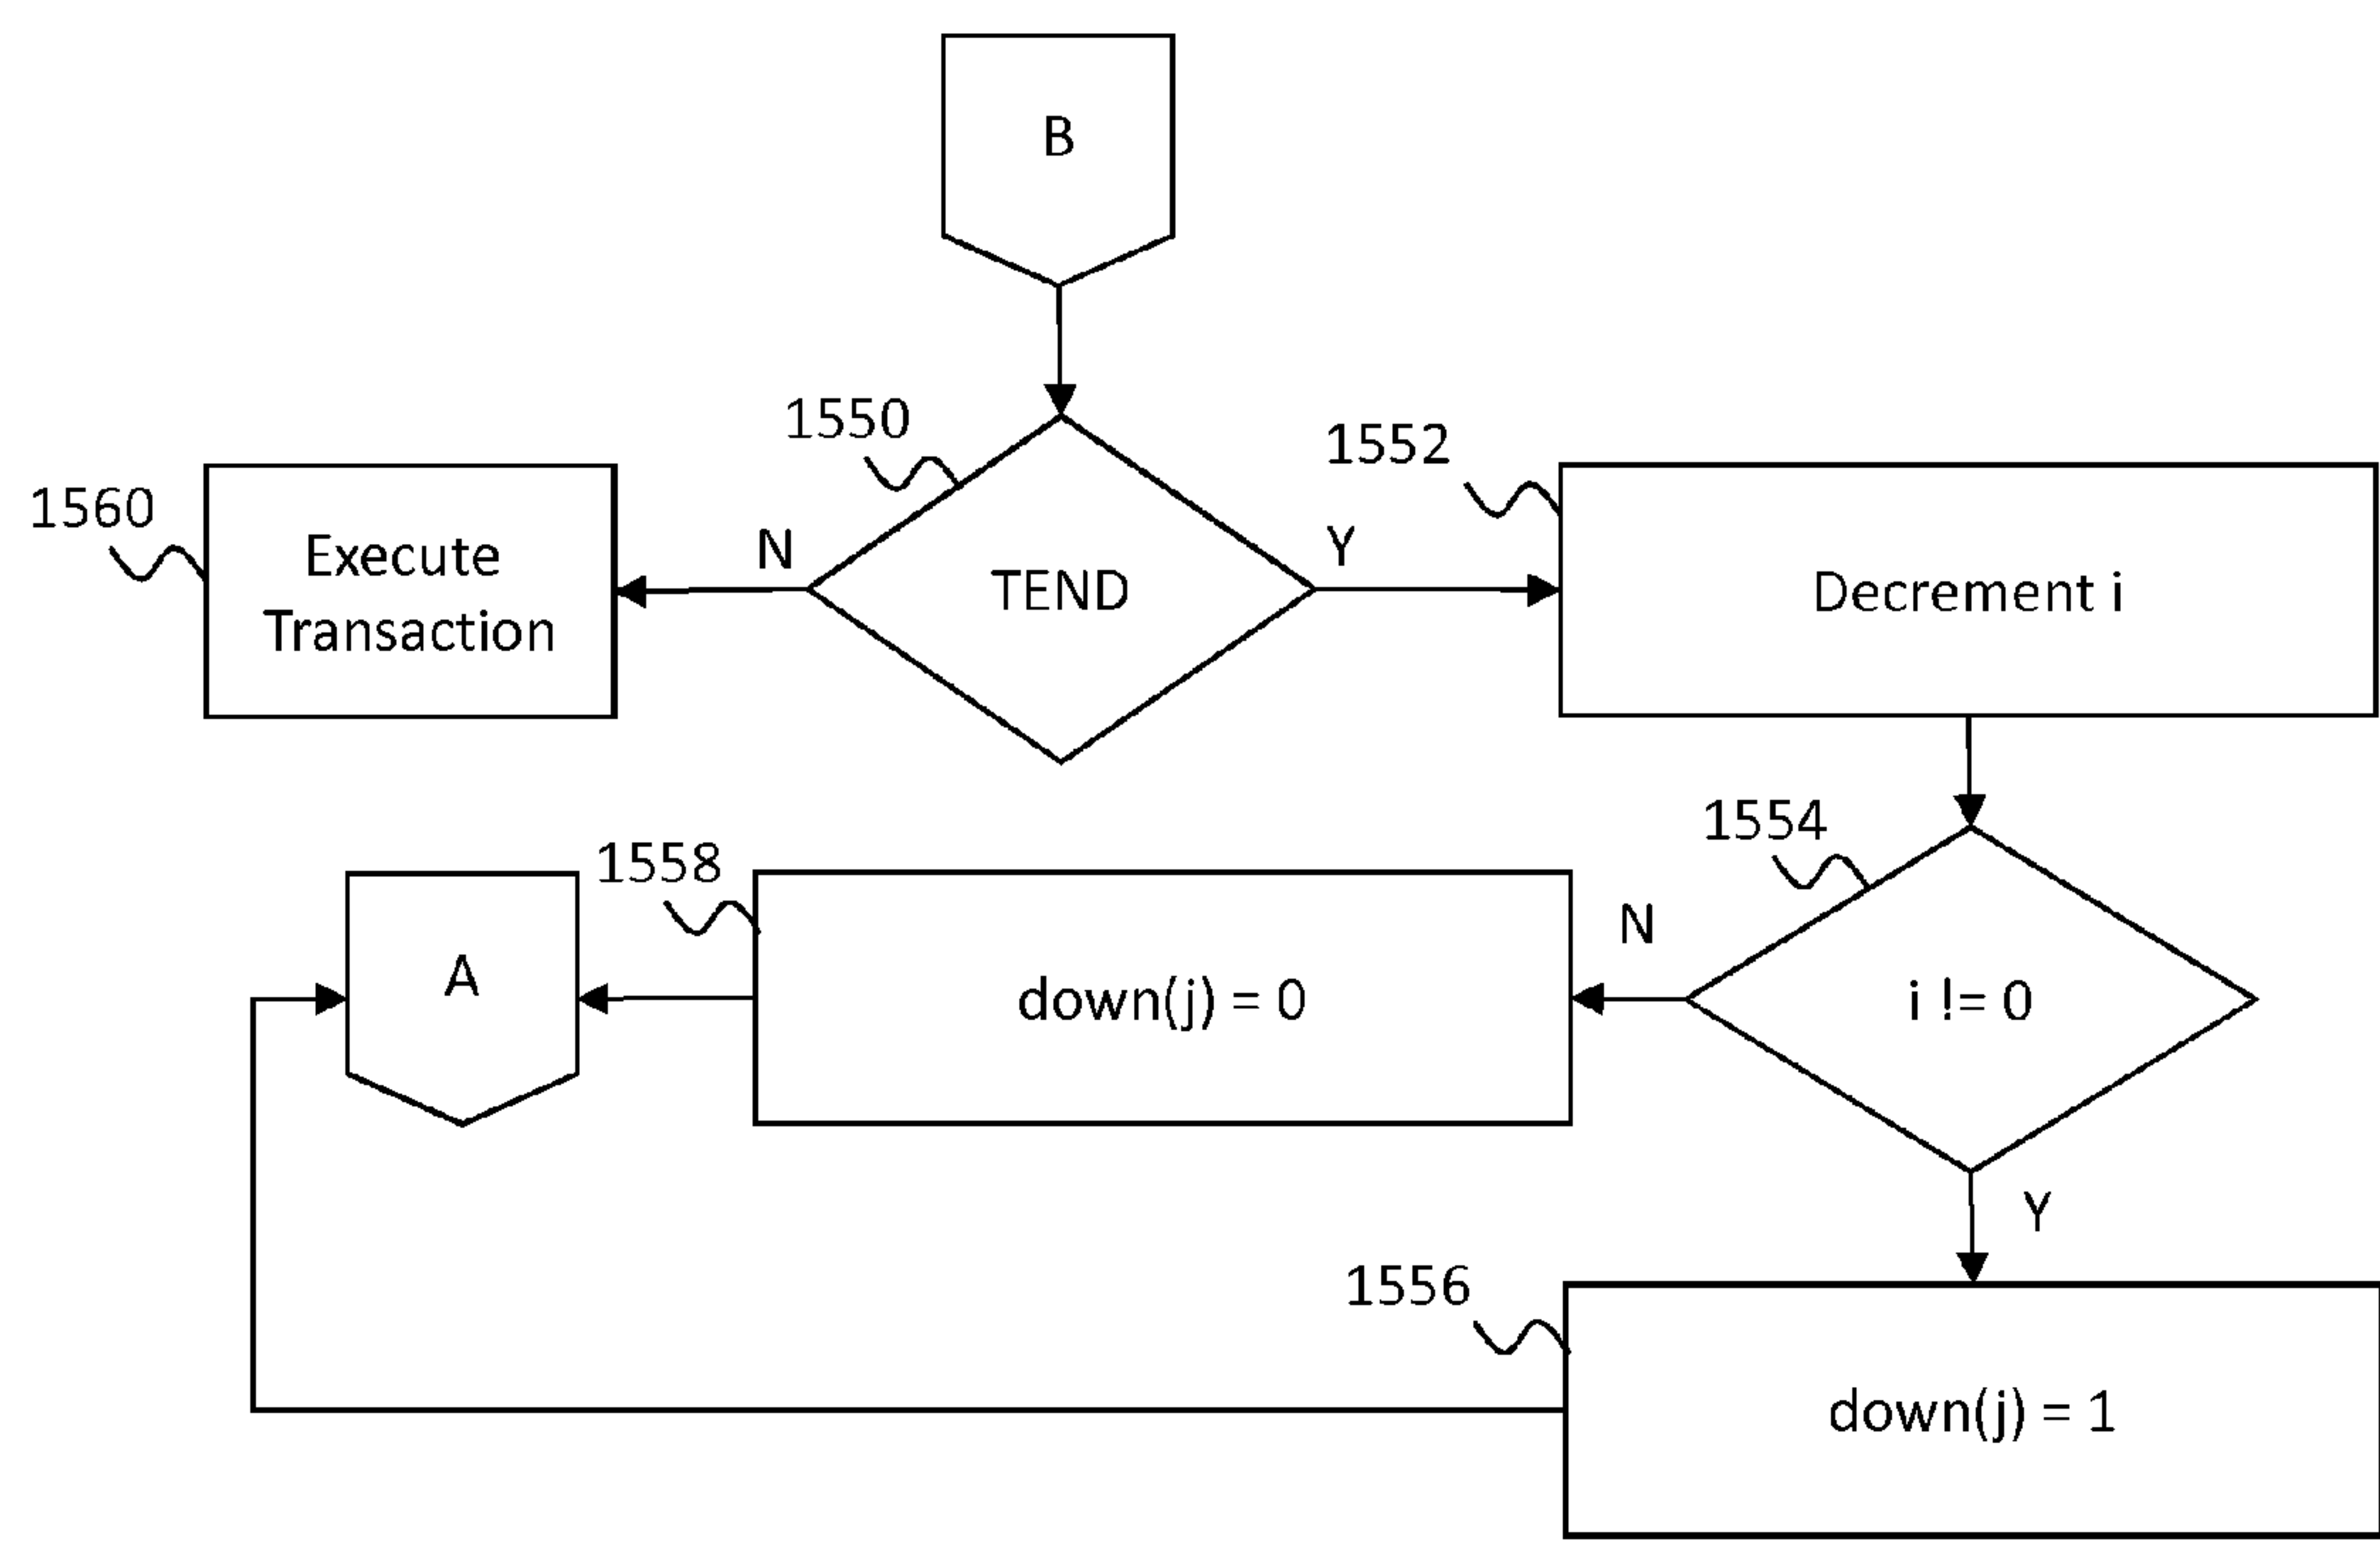 B
1550
1552
1560
Execute
Transaction
N
TEND
Y
Decrement i
1554
1558
A
down(j) = 0
N
i != 0
Y
1556
down(j) = 1